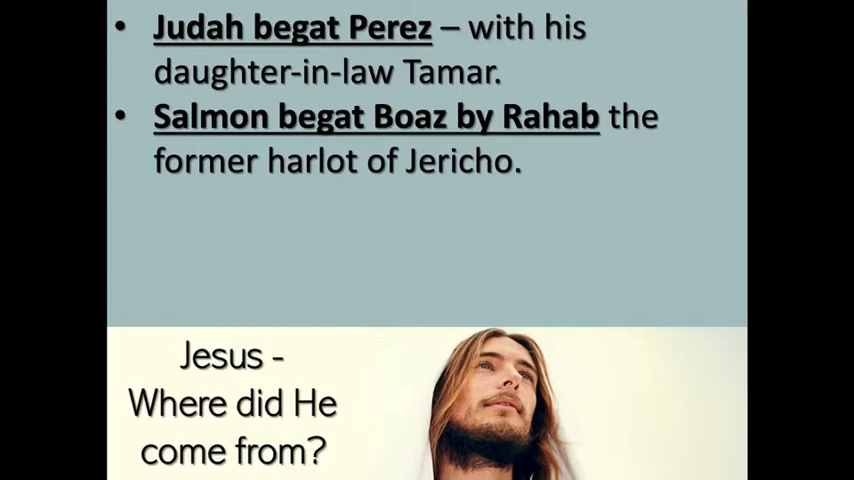 • Judah begat Perez – with his
daughter-in-law Tamar.
• Salmon begat Boaz by Rahab the
former harlot of Jericho.
Jesus -
Where did He
come from?